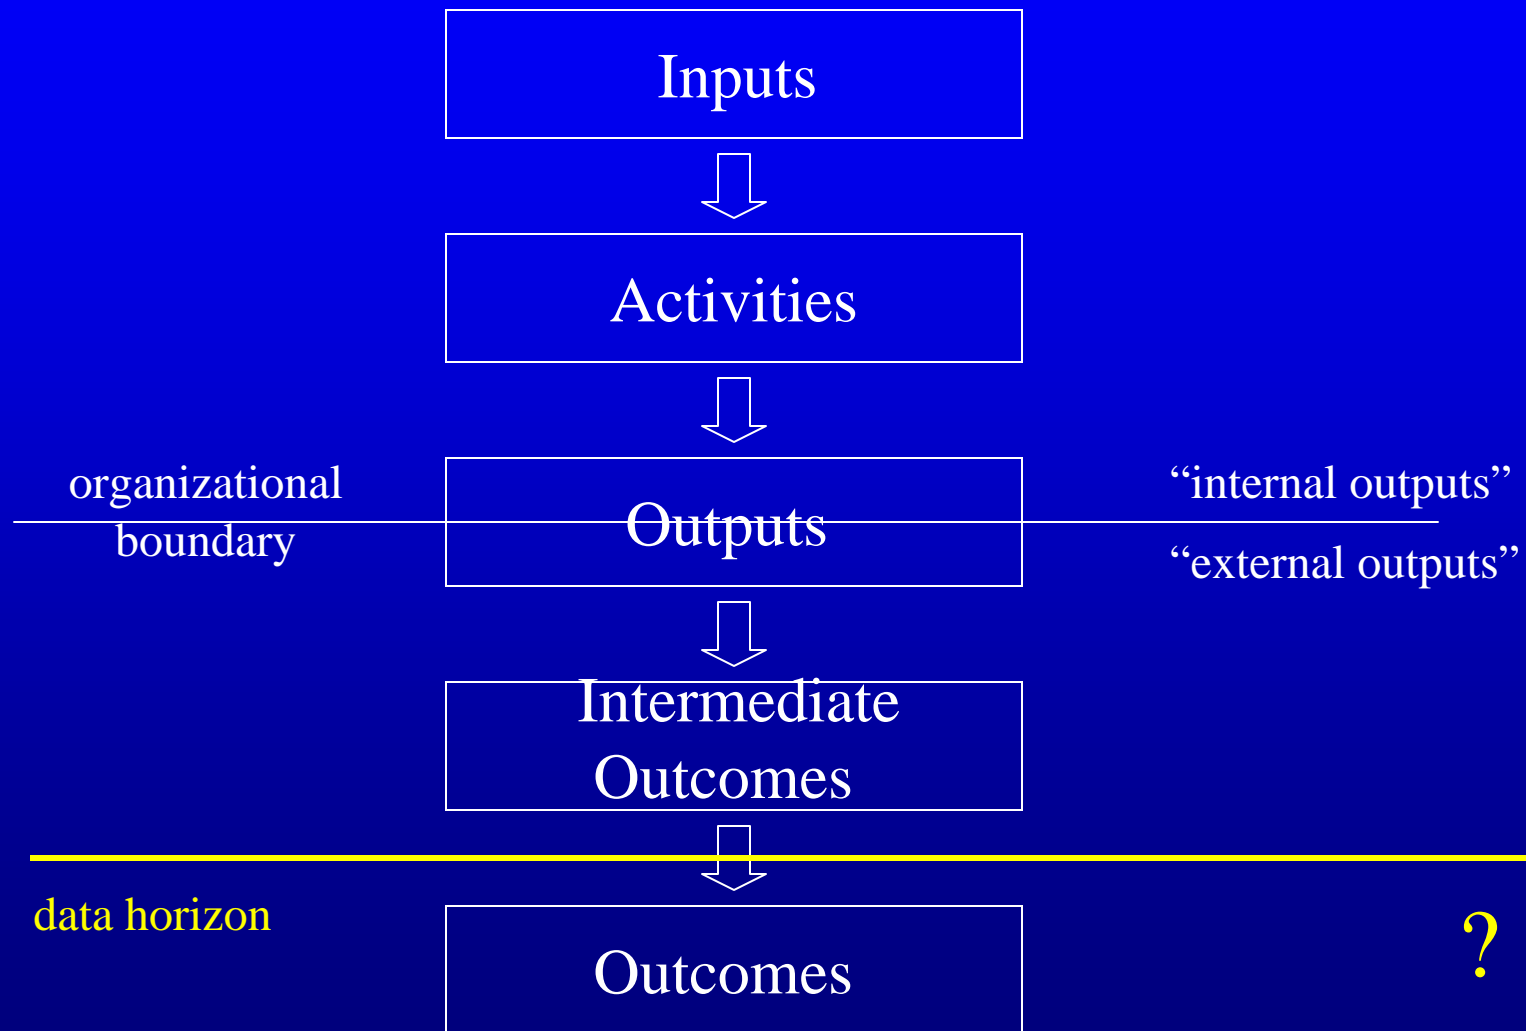 Inputs
Activities
organizational
boundary
Outputs
“internal outputs”
“external outputs”
Intermediate
Outcomes
data horizon
Outcomes
?